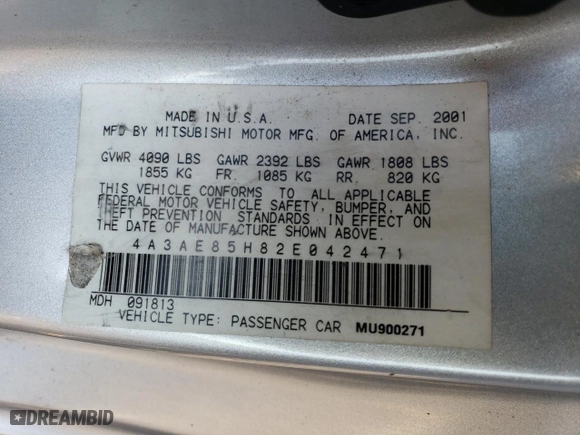 MADE IN U.S.A. DATE SEP. 2001
MFD BY MITSUBISHI MOTOR MFG. OF AMERICA, INC.
GVWR 4090 LBS GAWR 2392 LBS GAWR 1808 LBS
1855 KG FR. 1085 KG RR. 820 KG
THIS VEHICLE CONFORMS TO ALL APPLICABLE
FEDERAL MOTOR VEHICLE SAFETY, BUMPER, AND
THEFT PREVENTION STANDARDS IN EFFECT ON
THE DATE OF MANUFACTURE SHOWN ABOVE.
4A3AE85H82E042471
MDH 091813
VEHICLE TYPE: PASSENGER CAR MU900271
DREAMBID